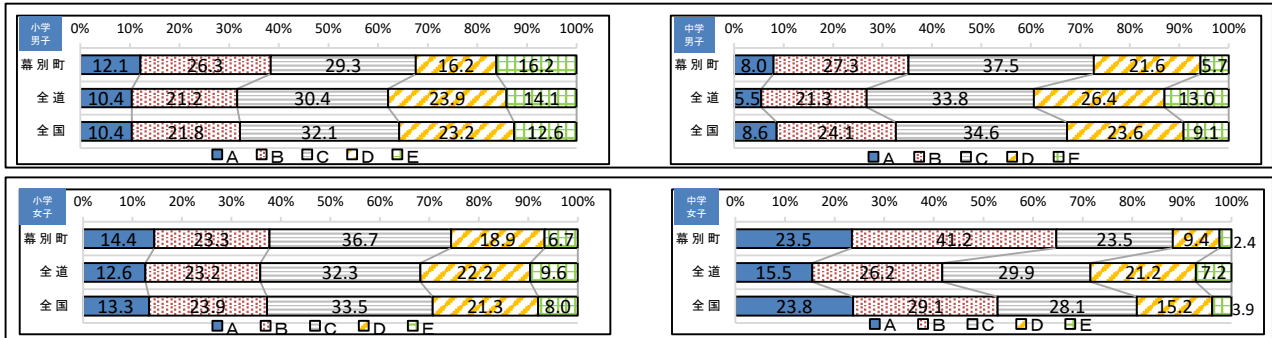 小学
男子
0% 10% 20% 30% 40% 50% 60% 70% 80% 90% 100%
幕別町 12.1 26.3 29.3 16.2 16.2
全道 10.4 21.2 30.4 23.9 14.1
全国 10.4 21.8 32.1 23.2 12.6
A B C D E
中学
男子
0% 10% 20% 30% 40% 50% 60% 70% 80% 90% 100%
幕別町 8.0 27.3 37.5 21.6 5.7
全道 5.5 21.3 33.8 26.4 13.0
全国 8.6 24.1 34.6 23.6 9.1
A B C D E
小学
女子
0% 10% 20% 30% 40% 50% 60% 70% 80% 90% 100%
幕別町 14.4 23.3 36.7 18.9 6.7
全道 12.6 23.2 32.3 22.2 9.6
全国 13.3 23.9 33.5 21.3 8.0
A B C D E
中学
女子
0% 10% 20% 30% 40% 50% 60% 70% 80% 90% 100%
幕別町 23.5 41.2 23.5 9.4 2.4
全道 15.5 26.2 29.9 21.2 7.2
全国 23.8 29.1 28.1 15.2 3.9
A B C D E